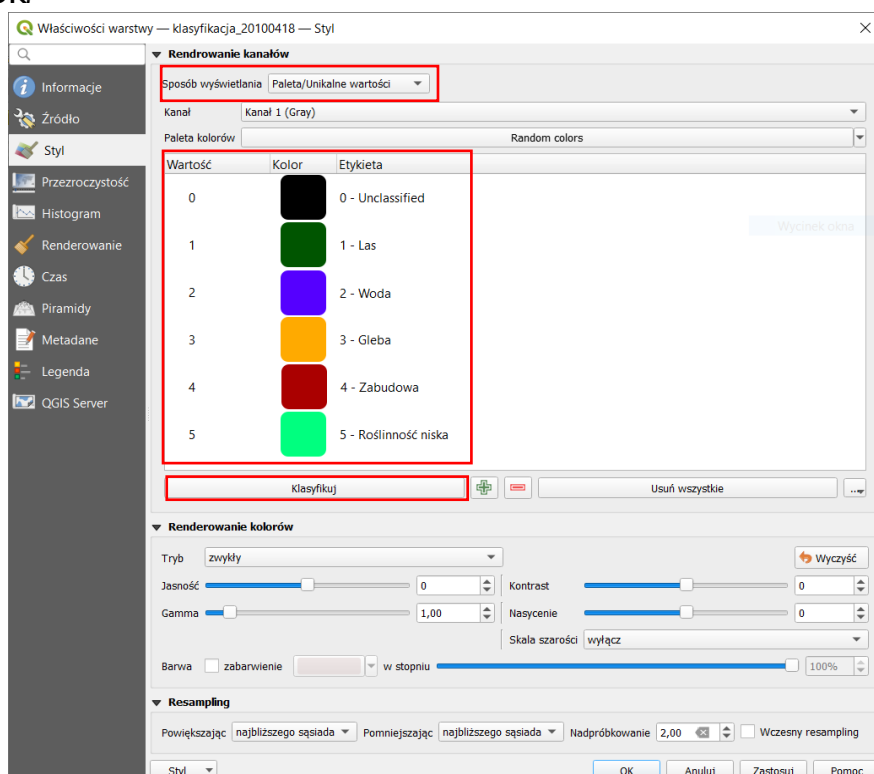 Właściwości warstwy — klasyfikacja_20100418 — Styl
Informacje
Źródło
Styl
Przezroczystość
Histogram
Renderowanie
Czas
Piramidy
Metadane
Legenda
QGIS Server
Rendrowanie kanałów
Sposób wyświetlania Paleta/Unikalne wartości
Kanał Kanał 1 (Gray)
Paleta kolorów Random colors
Wartość Kolor Etykieta
0 0 - Unclassified
Wycinek okna
1 1 - Las
2 2 - Woda
3 3 - Gleba
4 4 - Zabudowa
5 5 - Roślinność niska
Klasyfikuj Usuń wszystkie ...
Renderowanie kolorów
Tryb zwykły Wyczyść
Jasność 0 Kontrast 0
Gamma 1,00 Nasycenie 0
Skala szarości wyłącz
Barwa zabarwienie w stopniu 100%
Resampling
Powiększając najbliższego sąsiada Pomniejszając najbliższego sąsiada Nadpróbkowanie 2,00 Wczesny resampling
Styl OK Anuluj Zastosuj Pomoc